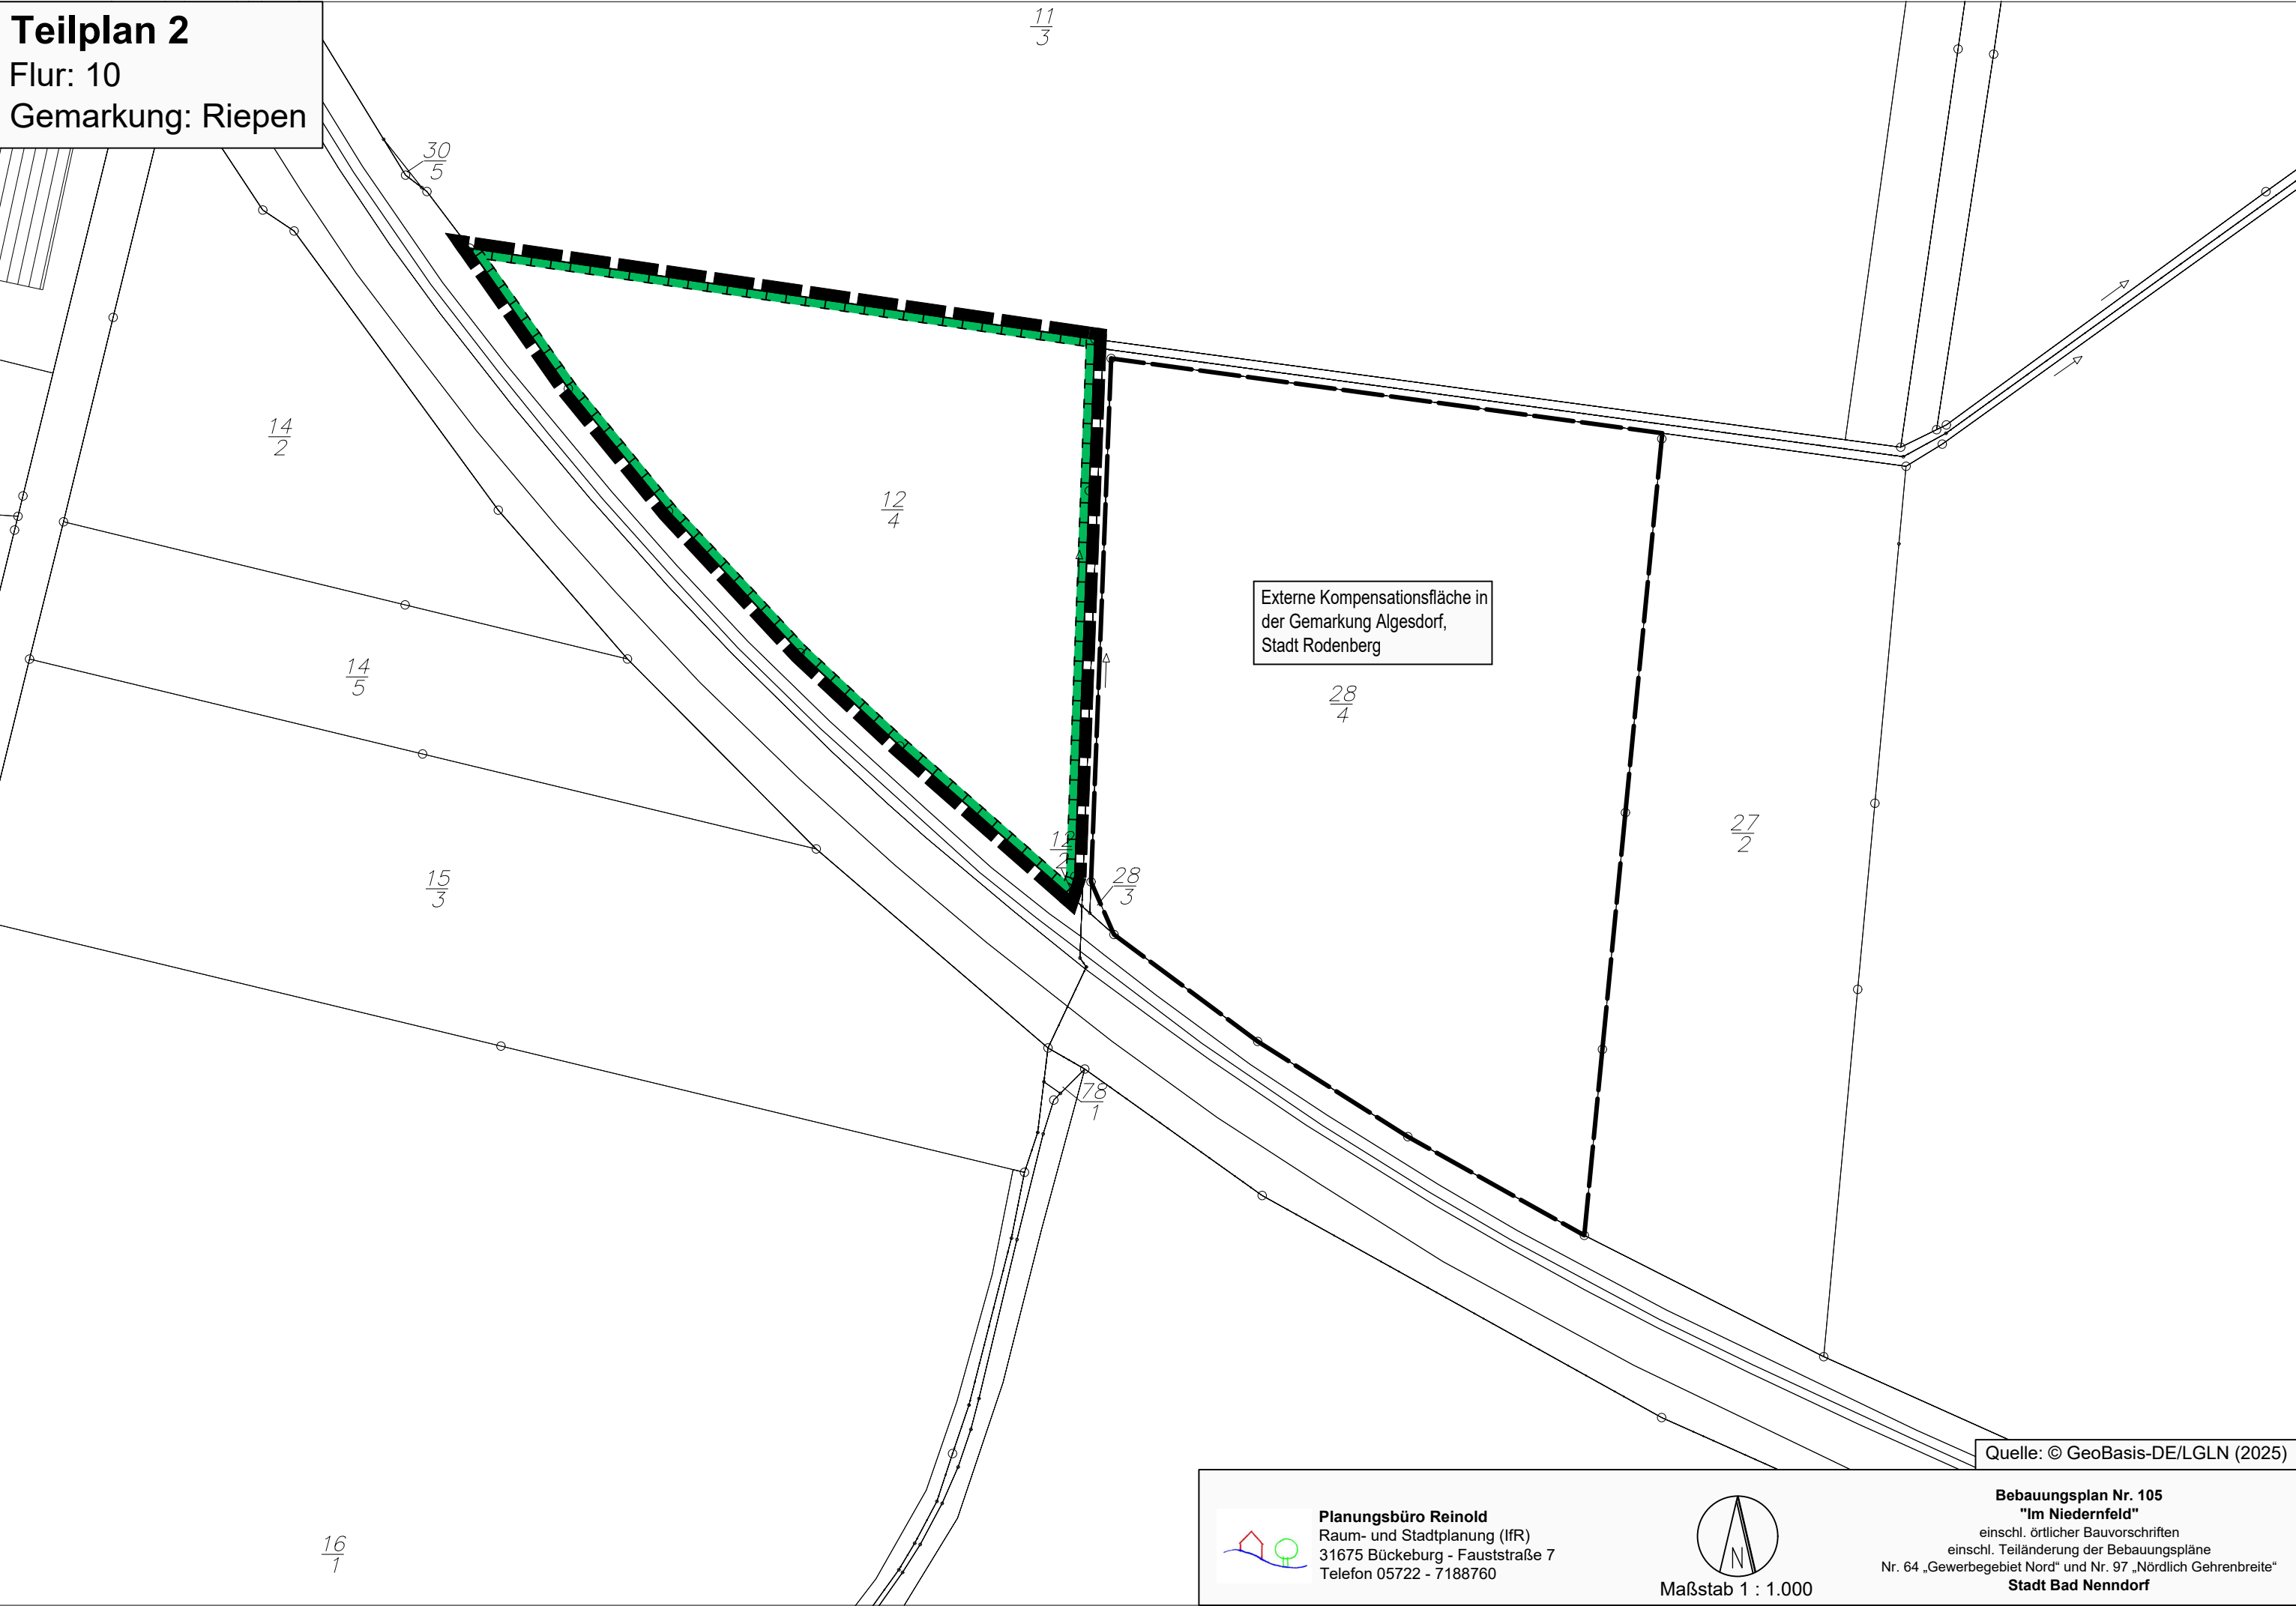 Teilplan 2
Flur: 10
Gemarkung: Riepen
11
3
30
5
14
2
12
4
Externe Kompensationsfläche in
der Gemarkung Algesdorf,
Stadt Rodenberg
14
5
28
4
12
2
27
2
15
3
28
3
78
1
16
1
Quelle: © GeoBasis-DE/LGLN (2025)
Planungsbüro Reinold
Raum- und Stadtplanung (IfR)
31675 Bückeburg - Fauststraße 7
Telefon 05722 - 7188760
N
Maßstab 1 : 1.000
Bebauungsplan Nr. 105
"Im Niedernfeld"
einschl. örtlicher Bauvorschriften
einschl. Teiländerung der Bebauungspläne
Nr. 64 „Gewerbegebiet Nord“ und Nr. 97 „Nördlich Gehrenbreite“
Stadt Bad Nenndorf